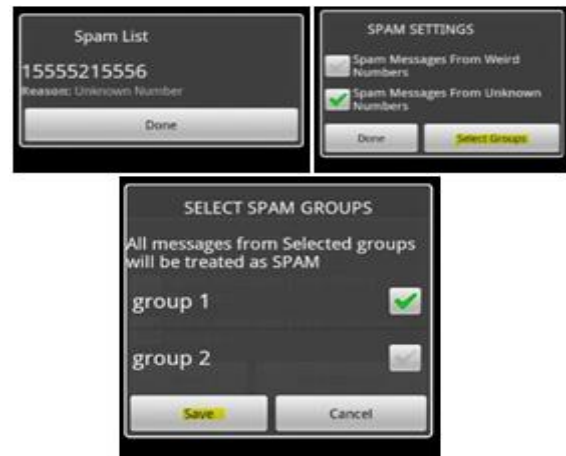 Spam List
15555215556
Reason: Unknown Number
Done
SPAM SETTINGS
Spam Messages From Weird
Numbers
Spam Messages From Unknown
Numbers
Done
Select Groups
SELECT SPAM GROUPS
All messages from Selected groups
will be treated as SPAM
group 1
group 2
Save
Cancel